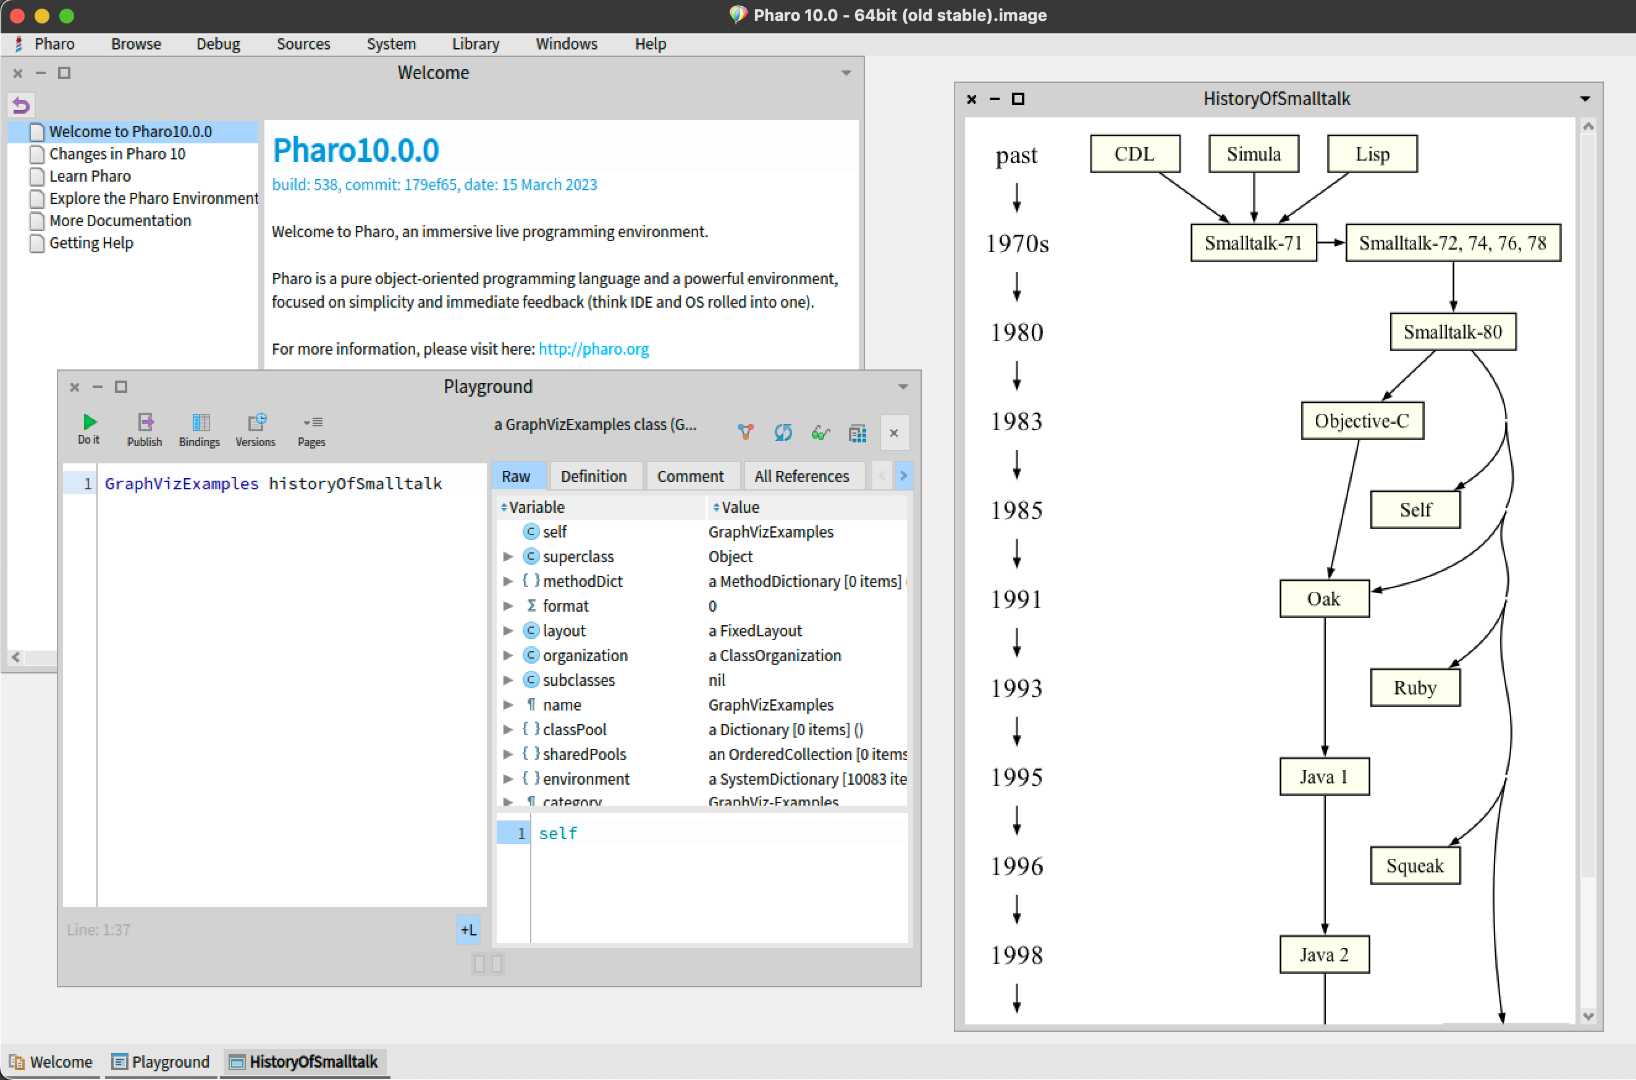 Pharo 10.0 - 64bit (old stable).image
Pharo Browse Debug Sources System Library Windows Help
Welcome
Welcome to Pharo10.0.0
Changes in Pharo 10
Learn Pharo
Explore the Pharo Environment
More Documentation
Getting Help
Pharo10.0.0
build: 538, commit: 179ef65, date: 15 March 2023
Welcome to Pharo, an immersive live programming environment.
Pharo is a pure object-oriented programming language and a powerful environment,
focused on simplicity and immediate feedback (think IDE and OS rolled into one).
For more information, please visit here: http://pharo.org
Playground
Do it Publish Bindings Versions Pages
a GraphVizExamples class (G...
1 GraphVizExamples historyOfSmalltalk
Line: 1:37
+L
Raw Definition Comment All References
Variable Value
self GraphVizExamples
superclass Object
{ } methodDict a MethodDictionary [0 items] (
Σ format 0
layout a FixedLayout
organization a ClassOrganization
subclasses nil
¶ name GraphVizExamples
{ } classPool a Dictionary [0 items] ()
{ } sharedPools an OrderedCollection [0 items
{ } environment a SystemDictionary [10083 ite
¶ category GraphViz-Examples
1 self
HistoryOfSmalltalk
past CDL Simula Lisp
1970s Smalltalk-71 Smalltalk-72, 74, 76, 78
1980 Smalltalk-80
1983 Objective-C
1985 Self
1991 Oak
1993 Ruby
1995 Java 1
1996 Squeak
1998 Java 2
Welcome Playground HistoryOfSmalltalk